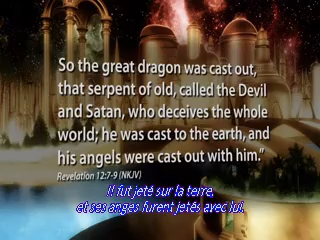 So the great dragon was cast out,
that serpent of old, called the Devil
and Satan, who deceives the whole
world; he was cast to the earth, and
his angels were cast out with him.”
Revelation 12:7-9 (NKJV)
Il fut jeté sur la terre,
et ses anges furent jetés avec lui.